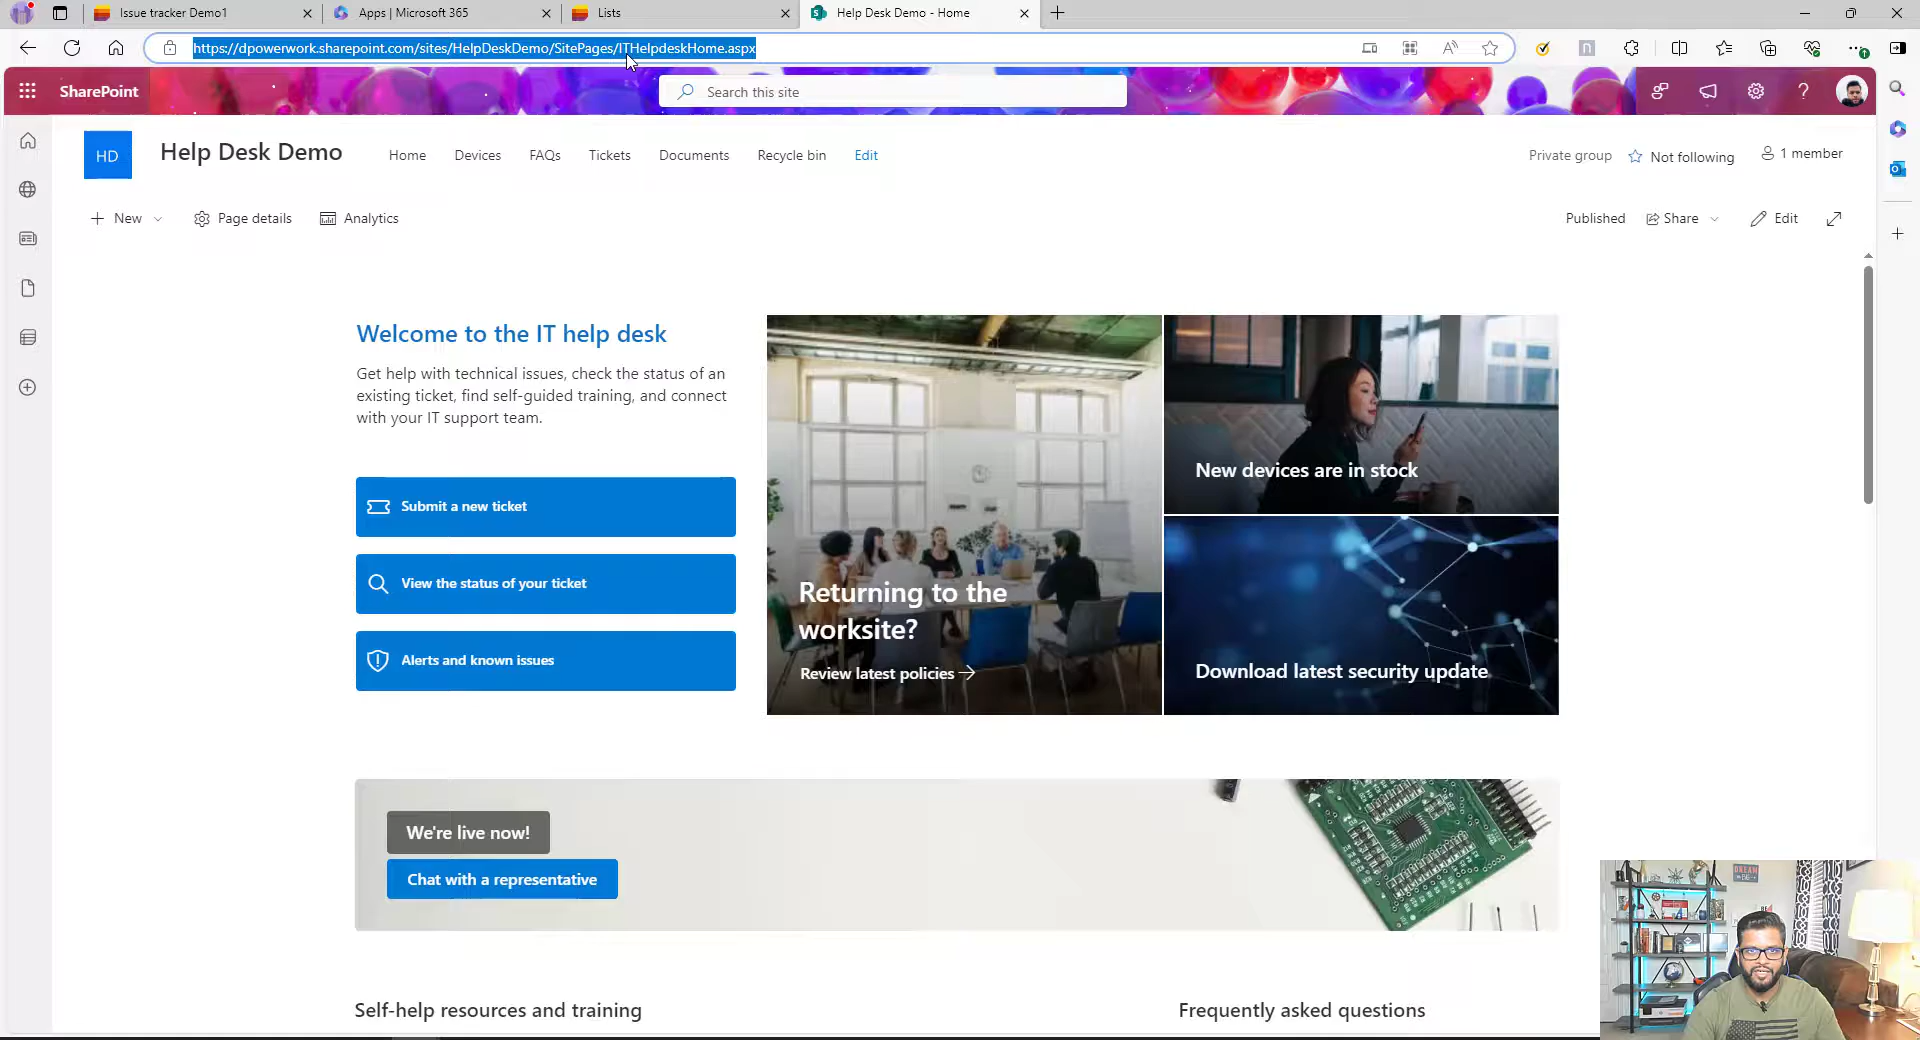 Issue tracker Demo1
Apps | Microsoft 365
Lists
Help Desk Demo - Home
https://dpowerwork.sharepoint.com/sites/HelpDeskDemo/SitePages/ITHelpdeskHome.aspx
SharePoint
Search this site
HD
Help Desk Demo
Home
Devices
FAQs
Tickets
Documents
Recycle bin
Edit
Private group
Not following
1 member
New
Page details
Analytics
Published
Share
Edit
Welcome to the IT help desk
Get help with technical issues, check the status of an
existing ticket, find self-guided training, and connect
with your IT support team.
Submit a new ticket
View the status of your ticket
Alerts and known issues
Returning to the
worksite?
Review latest policies
New devices are in stock
Download latest security update
We're live now!
Chat with a representative
Self-help resources and training
Frequently asked questions
DREAM